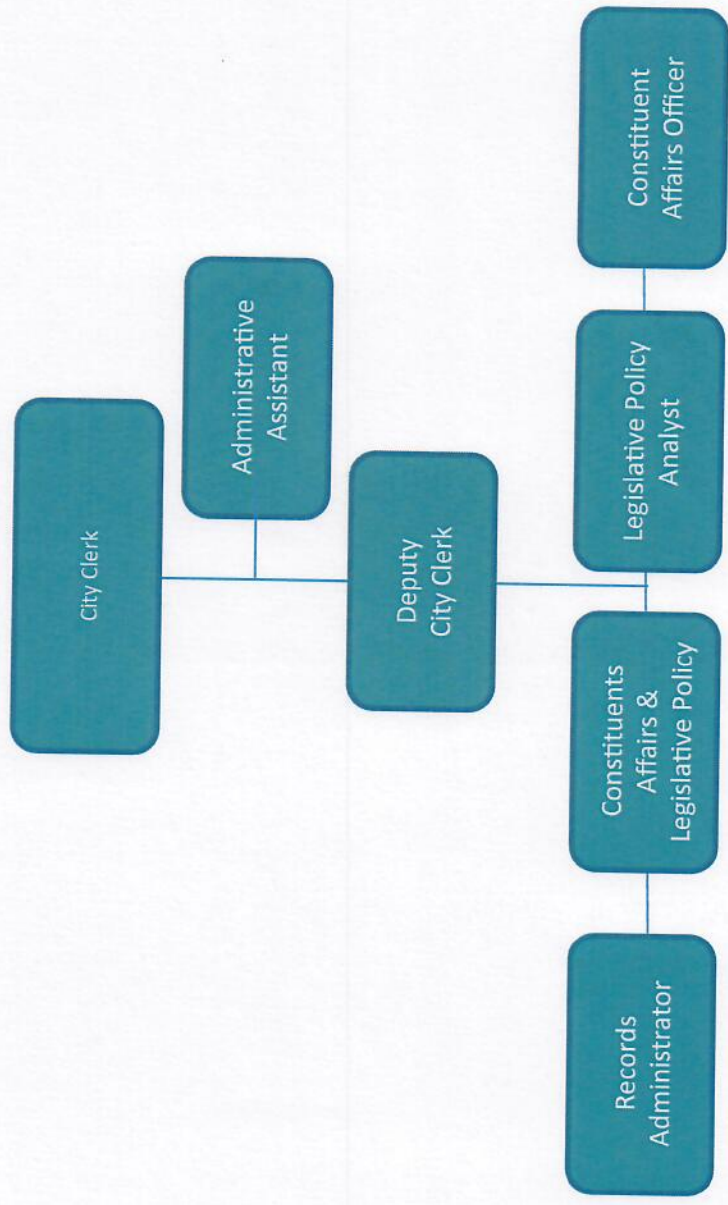 City Clerk
Administrative
Assistant
Deputy
City Clerk
Records
Administrator
Constituents
Affairs &
Legislative Policy
Legislative Policy
Analyst
Constituent
Affairs Officer